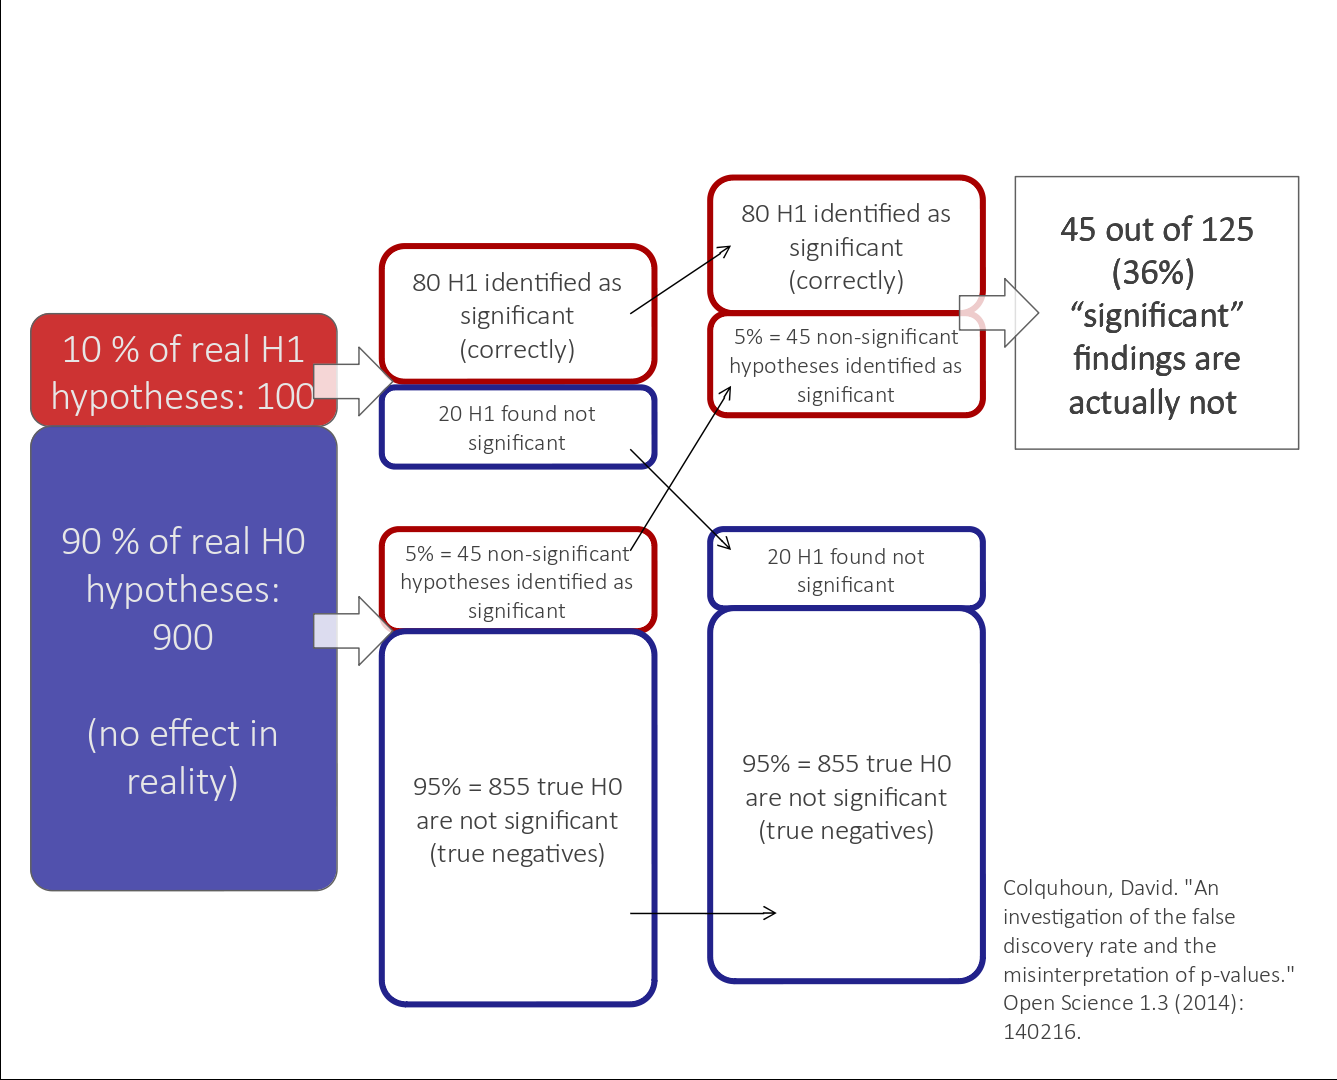 10 % of real H1
hypotheses: 100
90 % of real H0
hypotheses:
900
(no effect in
reality)
80 H1 identified as
significant
(correctly)
20 H1 found not
significant
5% = 45 non-significant
hypotheses identified as
significant
95% = 855 true H0
are not significant
(true negatives)
80 H1 identified as
significant
(correctly)
5% = 45 non-significant
hypotheses identified as
significant
20 H1 found not
significant
95% = 855 true H0
are not significant
(true negatives)
45 out of 125
(36%)
“significant”
findings are
actually not
Colquhoun, David. "An
investigation of the false
discovery rate and the
misinterpretation of p-values."
Open Science 1.3 (2014):
140216.